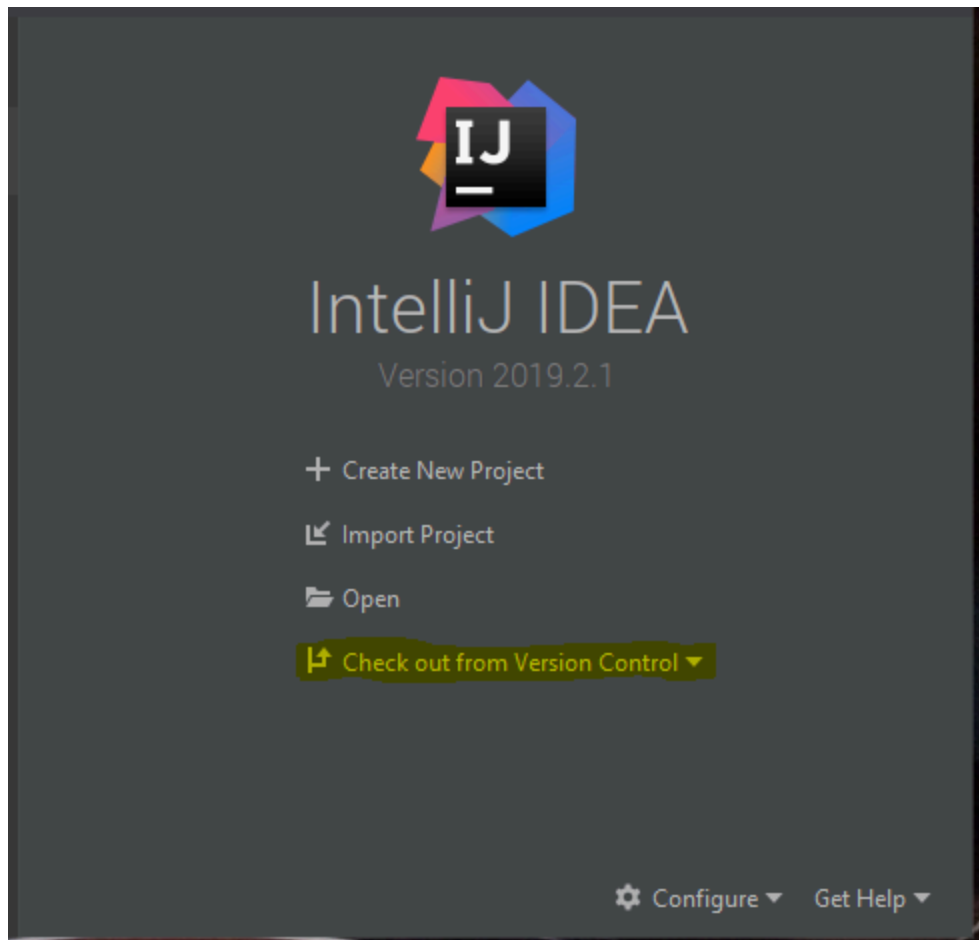 IJ
IntelliJ IDEA
Version 2019.2.1
Create New Project
Import Project
Open
Check out from Version Control
Configure Get Help